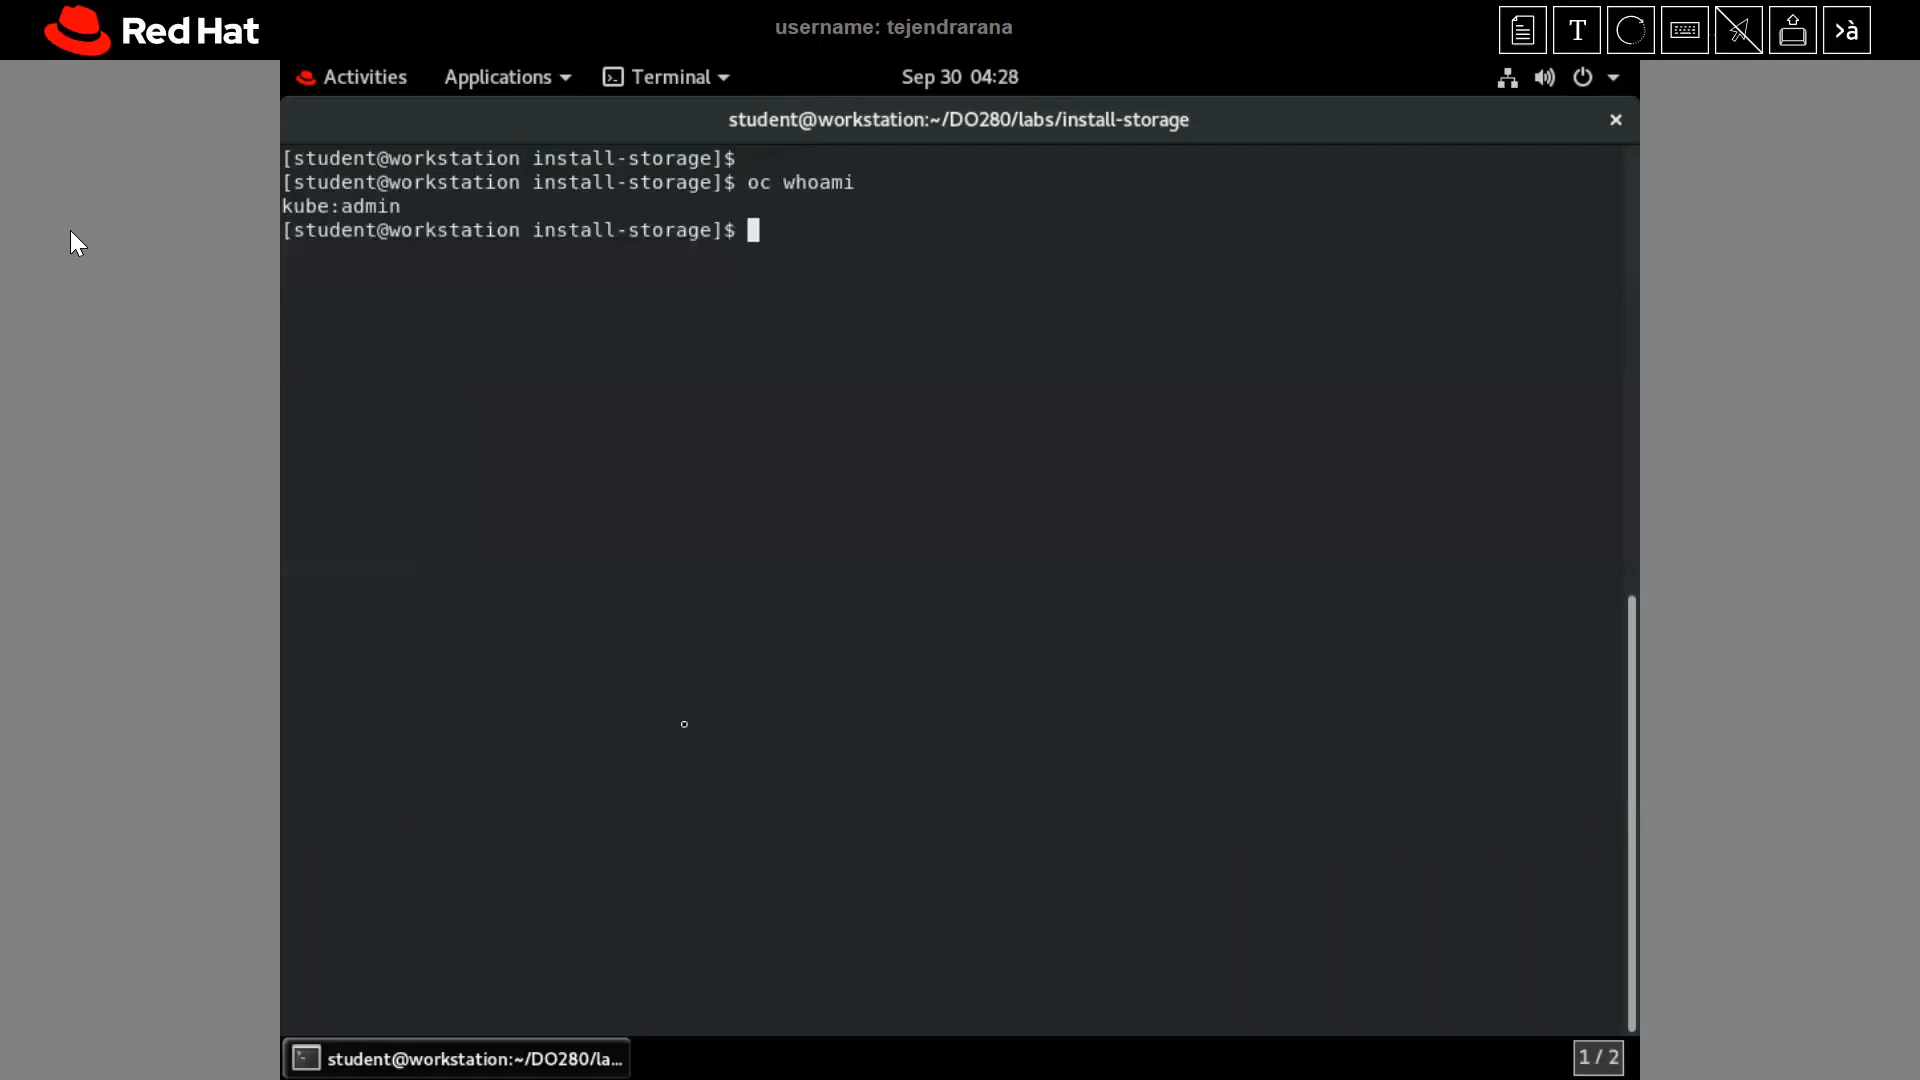 Red Hat
username: tejendrarana
T
>à
Activities Applications Terminal Sep 30 04:28
student@workstation:~/DO280/labs/install-storage ×
[student@workstation install-storage]$
[student@workstation install-storage]$ oc whoami
kube:admin
[student@workstation install-storage]$
student@workstation:~/DO280/la...
1 / 2